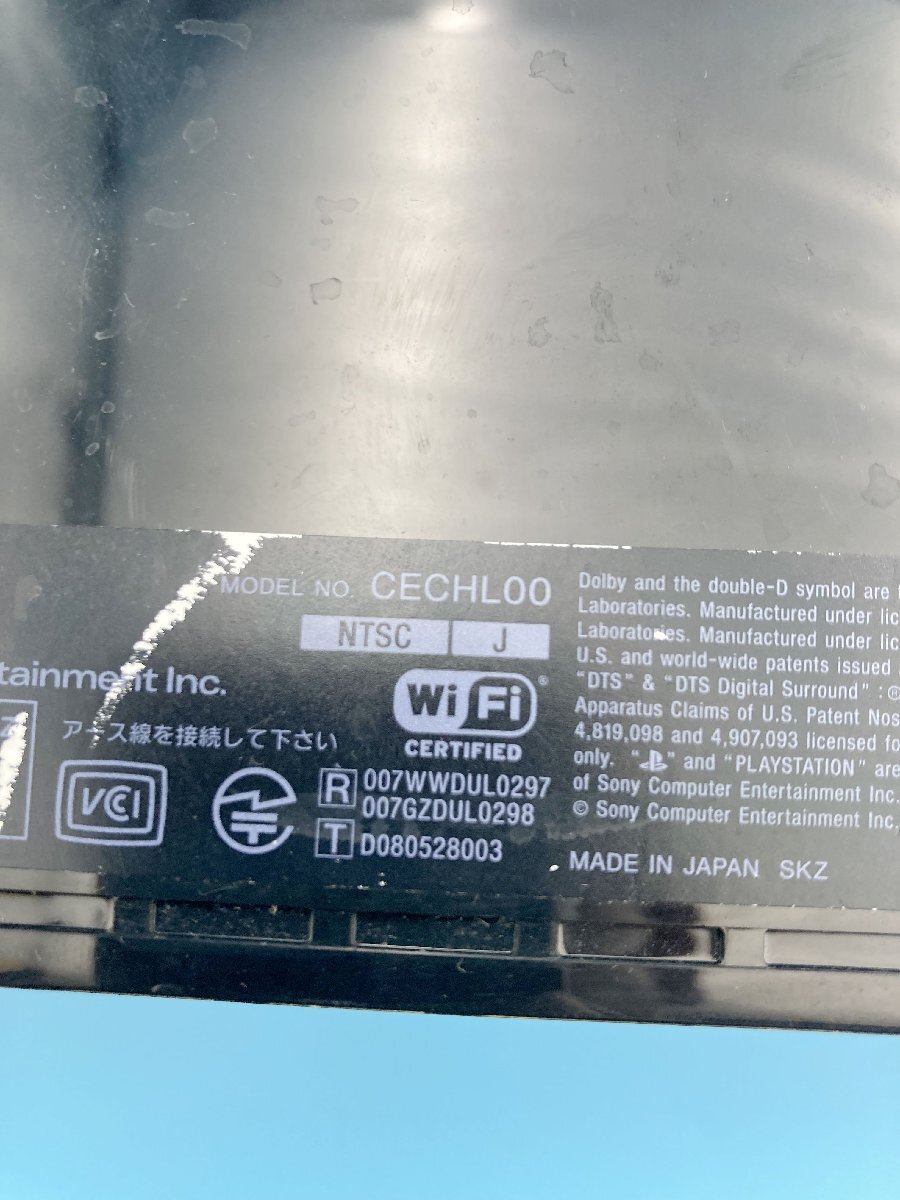 MODEL NO. CECHL00
NTSC J
tainment Inc.
Wi Fi ®
CERTIFIED
アース線を接続して下さい
VCCI
R 007WWDUL0297
007GZDUL0298
T D080528003
Dolby and the double-D symbol are
Laboratories. Manufactured under lic
Laboratories. Manufactured under lic
U.S. and world-wide patents issued
“DTS” & “DTS Digital Surround” : ®
Apparatus Claims of U.S. Patent Nos
4,819,098 and 4,907,093 licensed fo
only. “ ” and “PLAYSTATION” are
of Sony Computer Entertainment Inc.
© Sony Computer Entertainment Inc.
MADE IN JAPAN SKZ